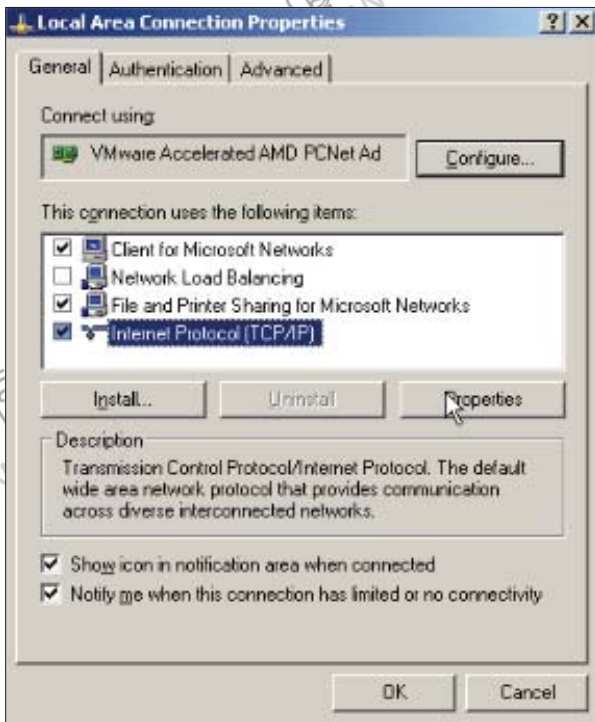 Local Area Connection Properties
General Authentication Advanced
Connect using:
VMware Accelerated AMD PCNet Ad Configure...
This connection uses the following items:
Client for Microsoft Networks
Network Load Balancing
File and Printer Sharing for Microsoft Networks
Internet Protocol (TCP/IP)
Install... Uninstall Properties
Description
Transmission Control Protocol/Internet Protocol. The default
wide area network protocol that provides communication
across diverse interconnected networks.
Show icon in notification area when connected
Notify me when this connection has limited or no connectivity
OK Cancel